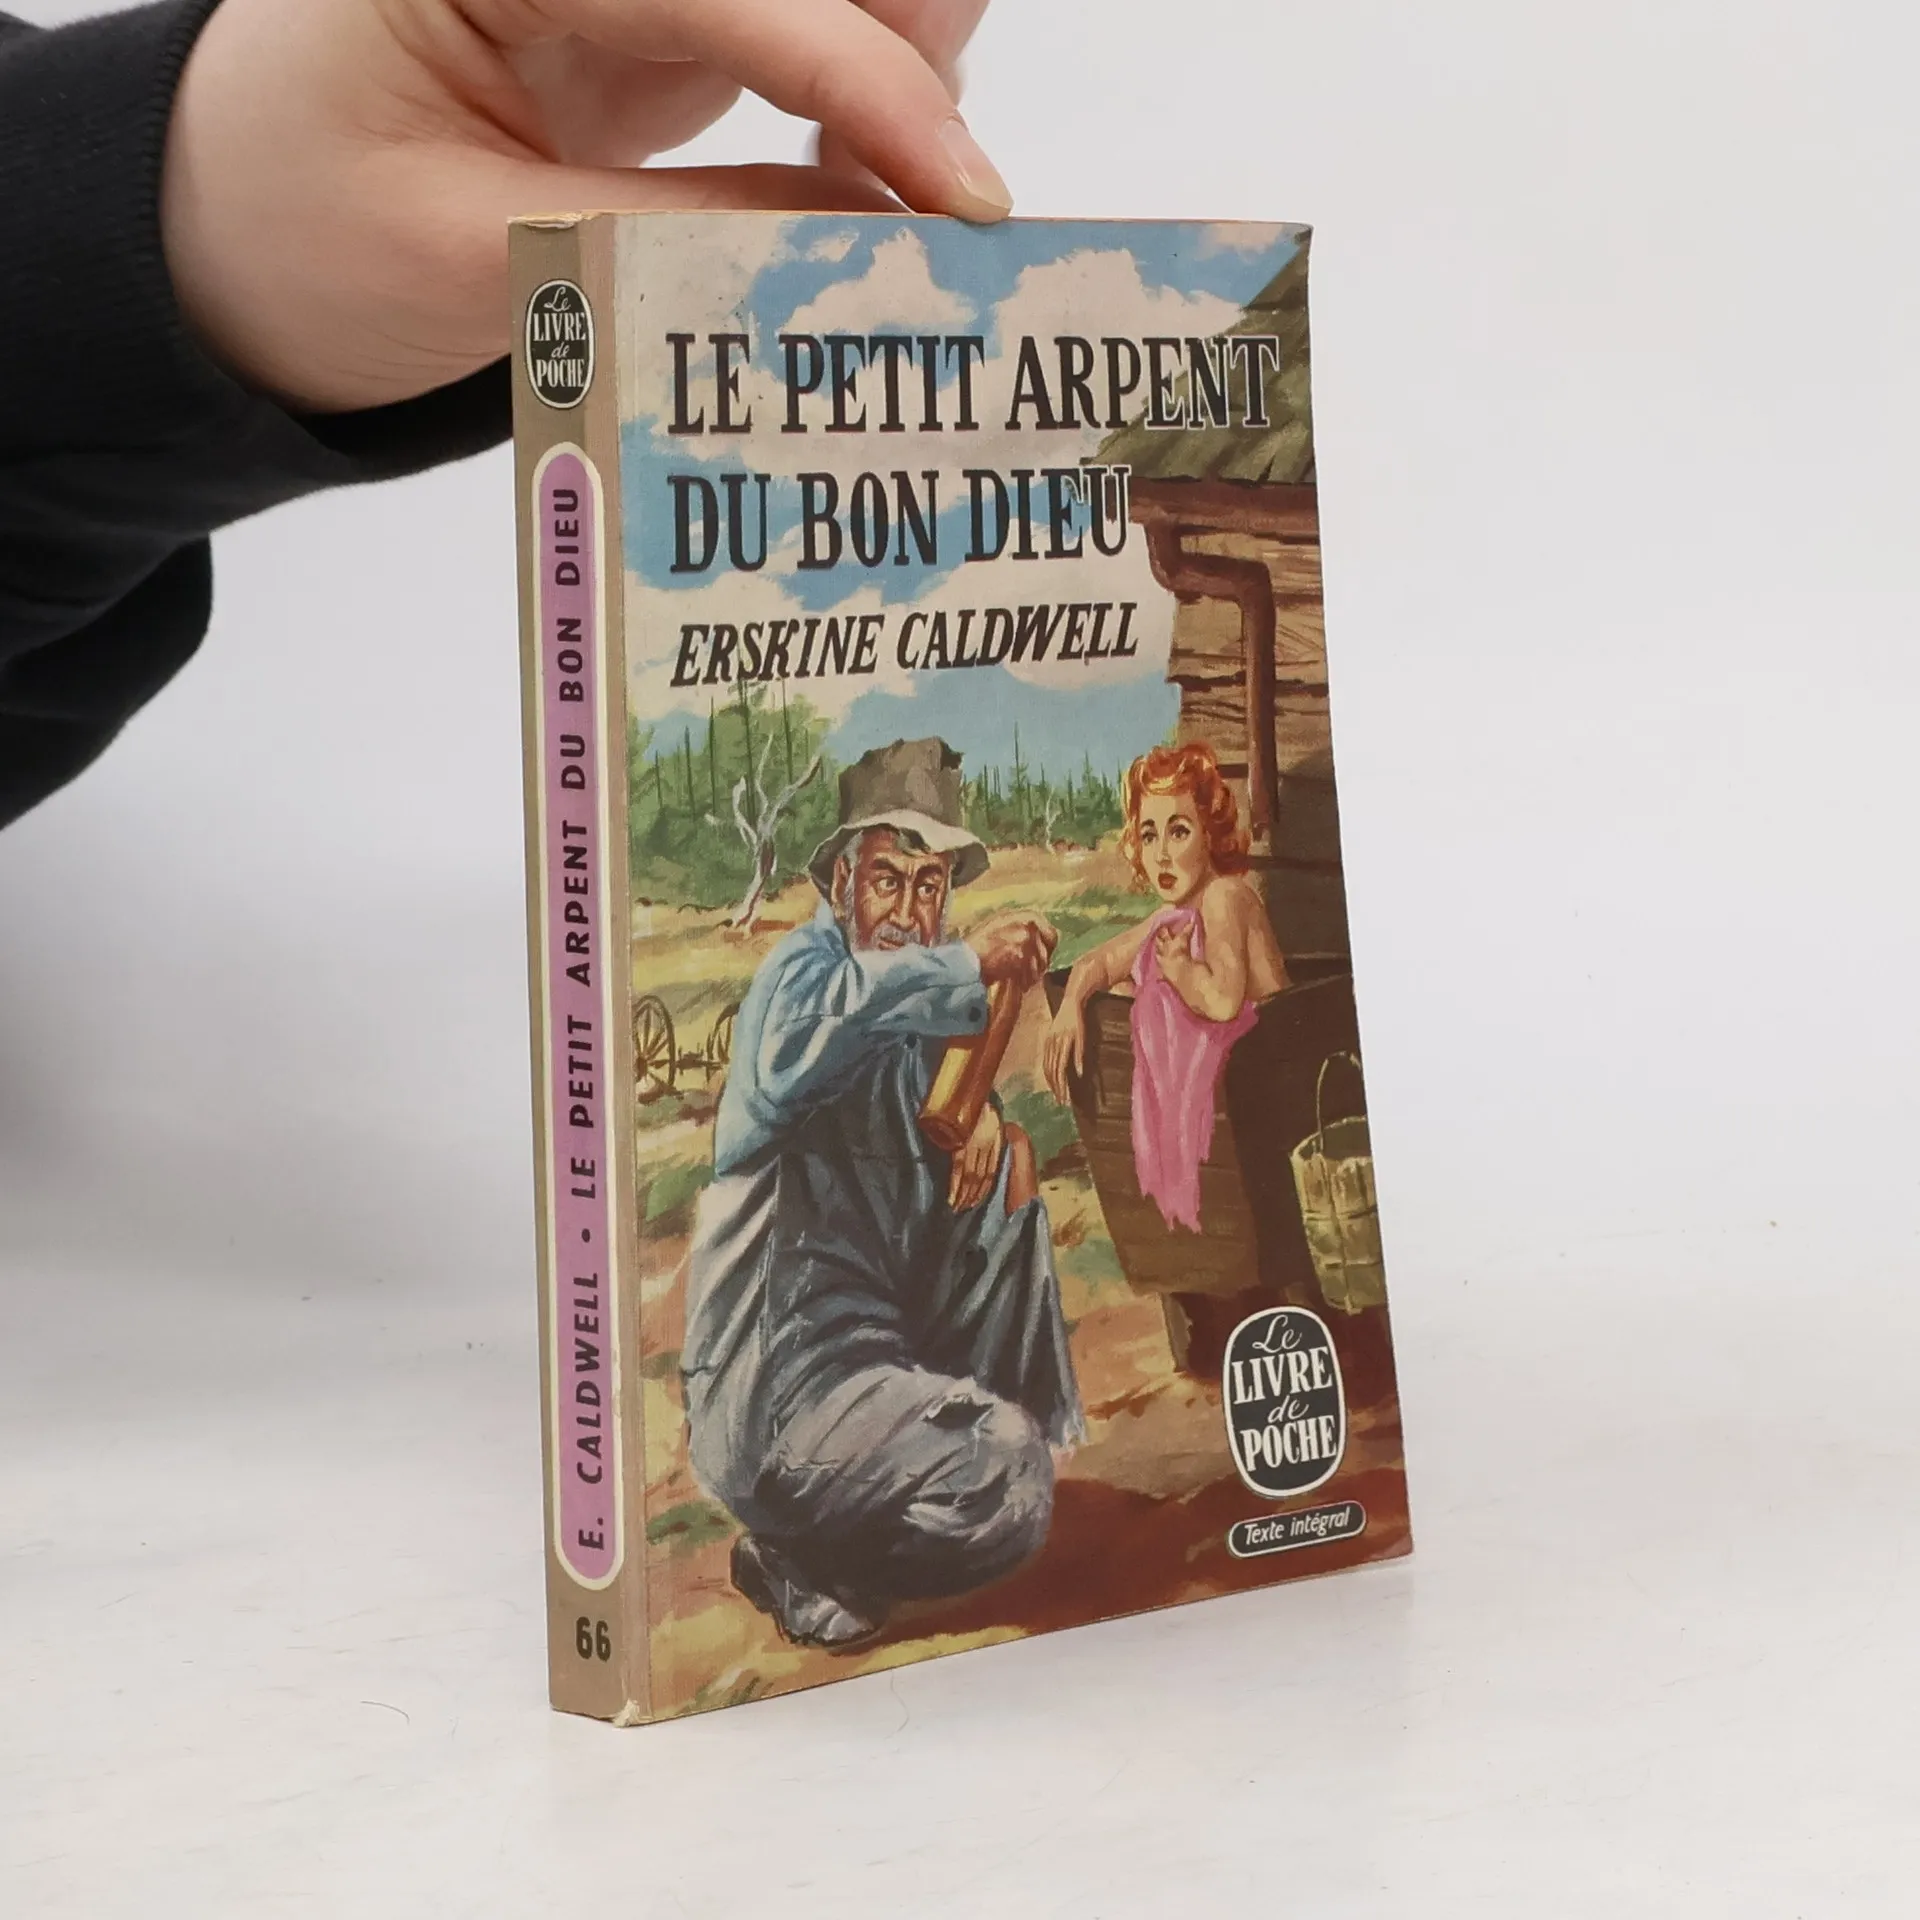 Le
LIVRE
de
POCHE
E. CALDWELL • LE PETIT ARPENT DU BON DIEU
66
LE PETIT ARPENT
DU BON DIEU
ERSKINE CALDWELL
Le
LIVRE
de
POCHE
Texte intégral